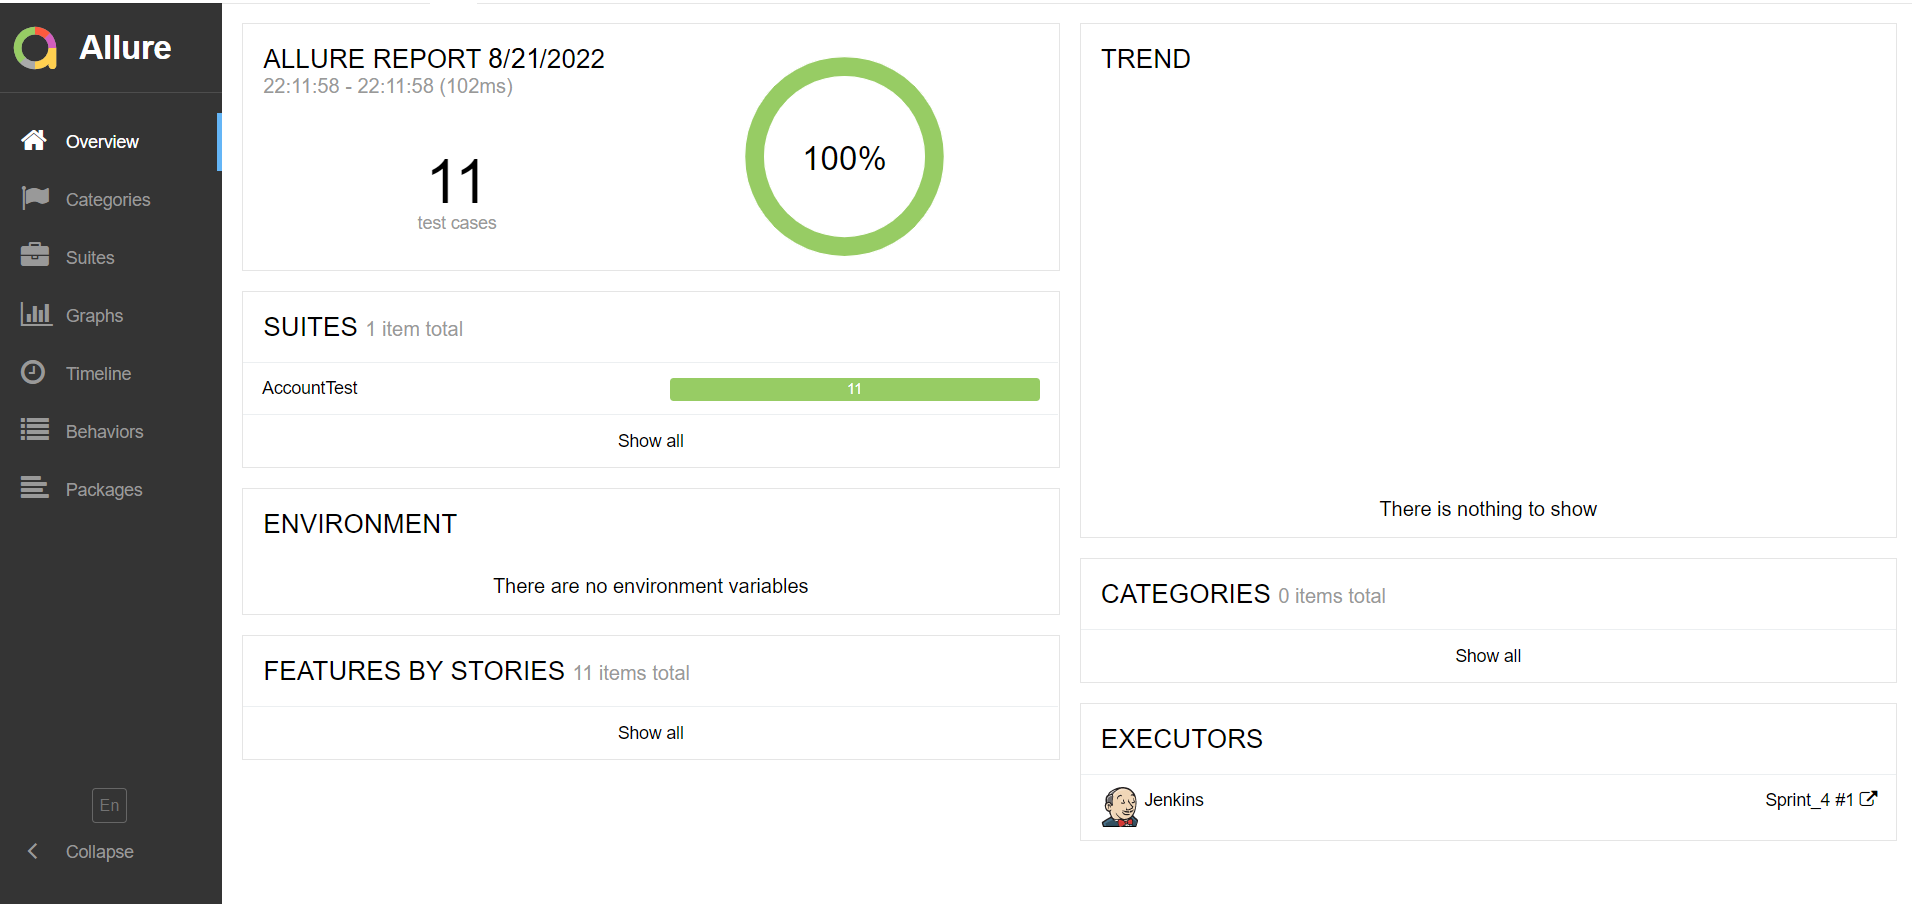 Allure
Overview
Categories
Suites
Graphs
Timeline
Behaviors
Packages
En
Collapse
ALLURE REPORT 8/21/2022
22:11:58 - 22:11:58 (102ms)
11
test cases
100%
SUITES 1 item total
AccountTest 11
Show all
ENVIRONMENT
There are no environment variables
FEATURES BY STORIES 11 items total
Show all
TREND
There is nothing to show
CATEGORIES 0 items total
Show all
EXECUTORS
Jenkins Sprint_4 #1